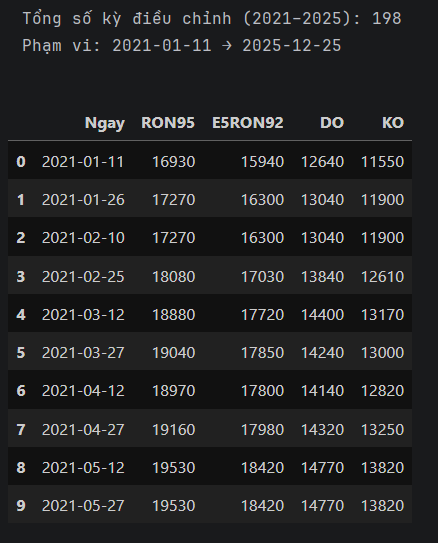 Tổng số kỳ điều chỉnh (2021–2025): 198
Phạm vi: 2021-01-11 → 2025-12-25
Ngay RON95 E5RON92 DO KO
0 2021-01-11 16930 15940 12640 11550
1 2021-01-26 17270 16300 13040 11900
2 2021-02-10 17270 16300 13040 11900
3 2021-02-25 18080 17030 13840 12610
4 2021-03-12 18880 17720 14400 13170
5 2021-03-27 19040 17850 14240 13000
6 2021-04-12 18970 17800 14140 12820
7 2021-04-27 19160 17980 14320 13250
8 2021-05-12 19530 18420 14770 13820
9 2021-05-27 19530 18420 14770 13820